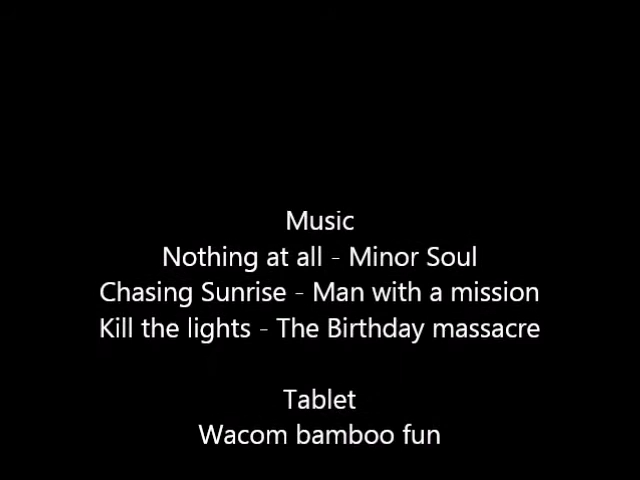 Music
Nothing at all - Minor Soul
Chasing Sunrise - Man with a mission
Kill the lights - The Birthday massacre
Tablet
Wacom bamboo fun